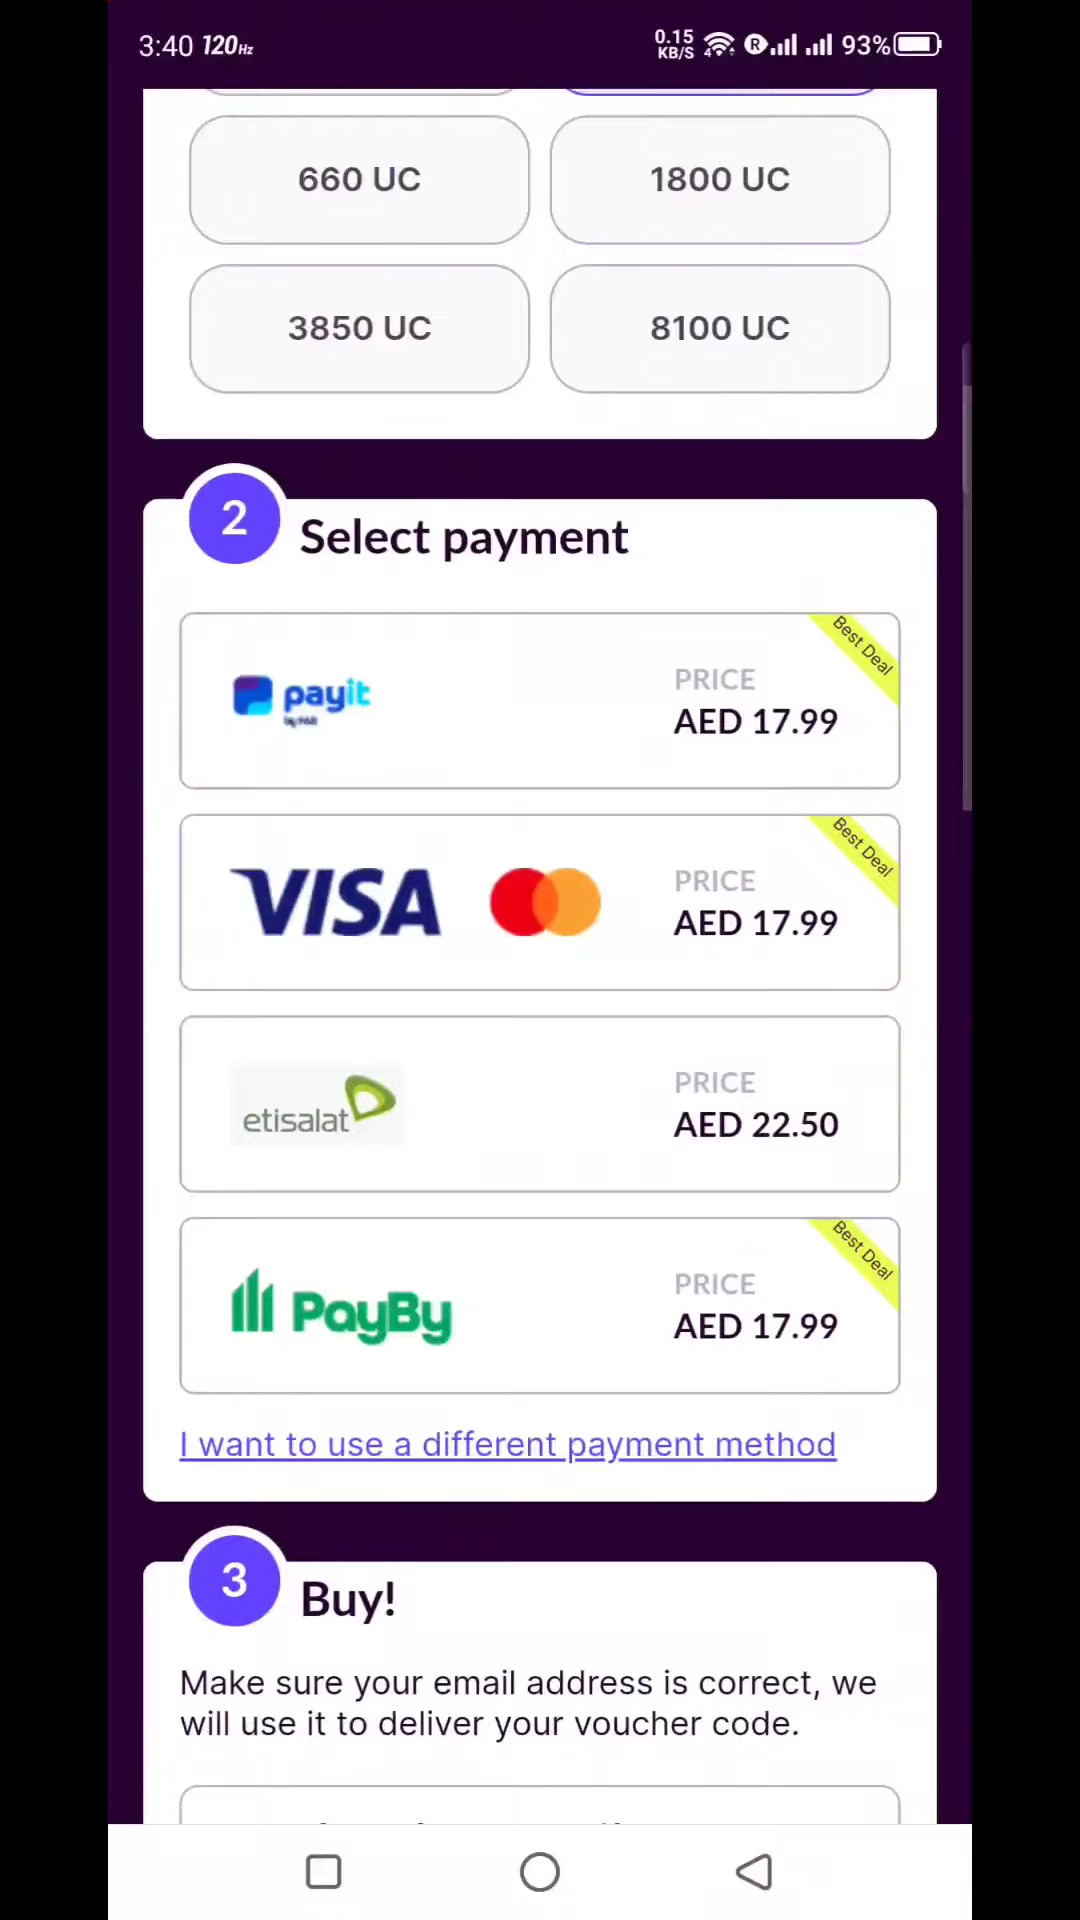 3:40 120Hz 0.15 KB/S 4 R 93%
660 UC 1800 UC
3850 UC 8100 UC
2 Select payment
Best Deal
payit PRICE
by FAB AED 17.99
Best Deal
VISA PRICE
AED 17.99
etisalat PRICE
AED 22.50
Best Deal
PayBy PRICE
AED 17.99
I want to use a different payment method
3 Buy!
Make sure your email address is correct, we
will use it to deliver your voucher code.